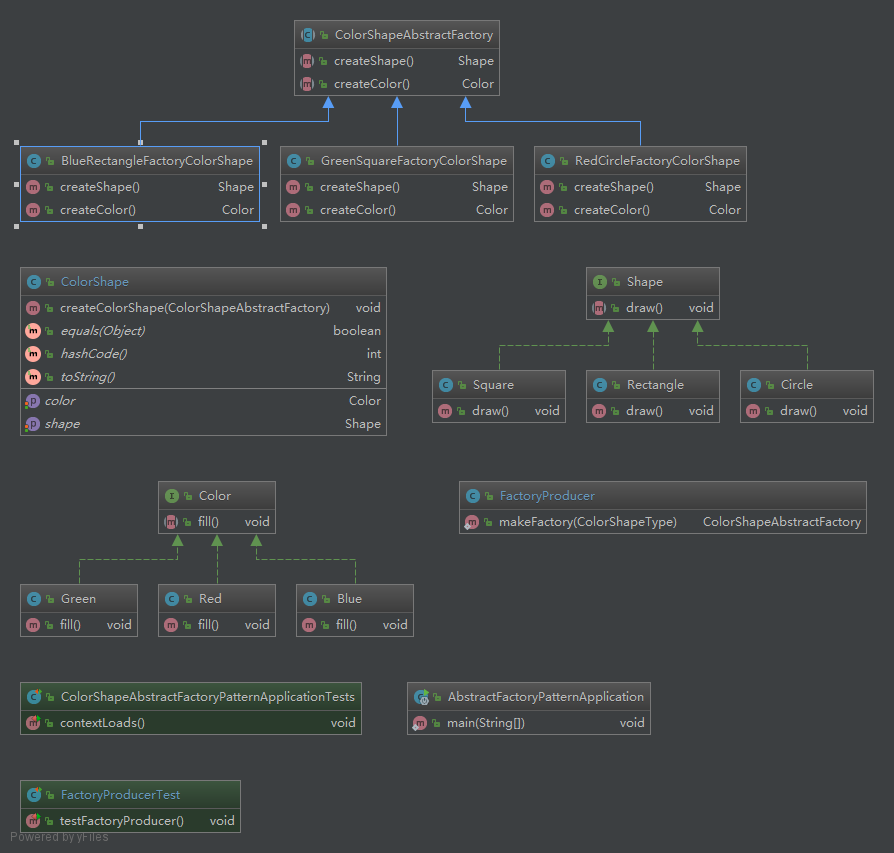 ColorShapeAbstractFactory
createShape() Shape
createColor() Color
BlueRectangleFactoryColorShape
createShape() Shape
createColor() Color
GreenSquareFactoryColorShape
createShape() Shape
createColor() Color
RedCircleFactoryColorShape
createShape() Shape
createColor() Color
ColorShape
createColorShape(ColorShapeAbstractFactory) void
equals(Object) boolean
hashCode() int
toString() String
color Color
shape Shape
Shape
draw() void
Square
draw() void
Rectangle
draw() void
Circle
draw() void
Color
fill() void
Green
fill() void
Red
fill() void
Blue
fill() void
FactoryProducer
makeFactory(ColorShapeType) ColorShapeAbstractFactory
ColorShapeAbstractFactoryPatternApplicationTests
contextLoads() void
AbstractFactoryPatternApplication
main(String[]) void
FactoryProducerTest
testFactoryProducer() void
Powered by yFiles